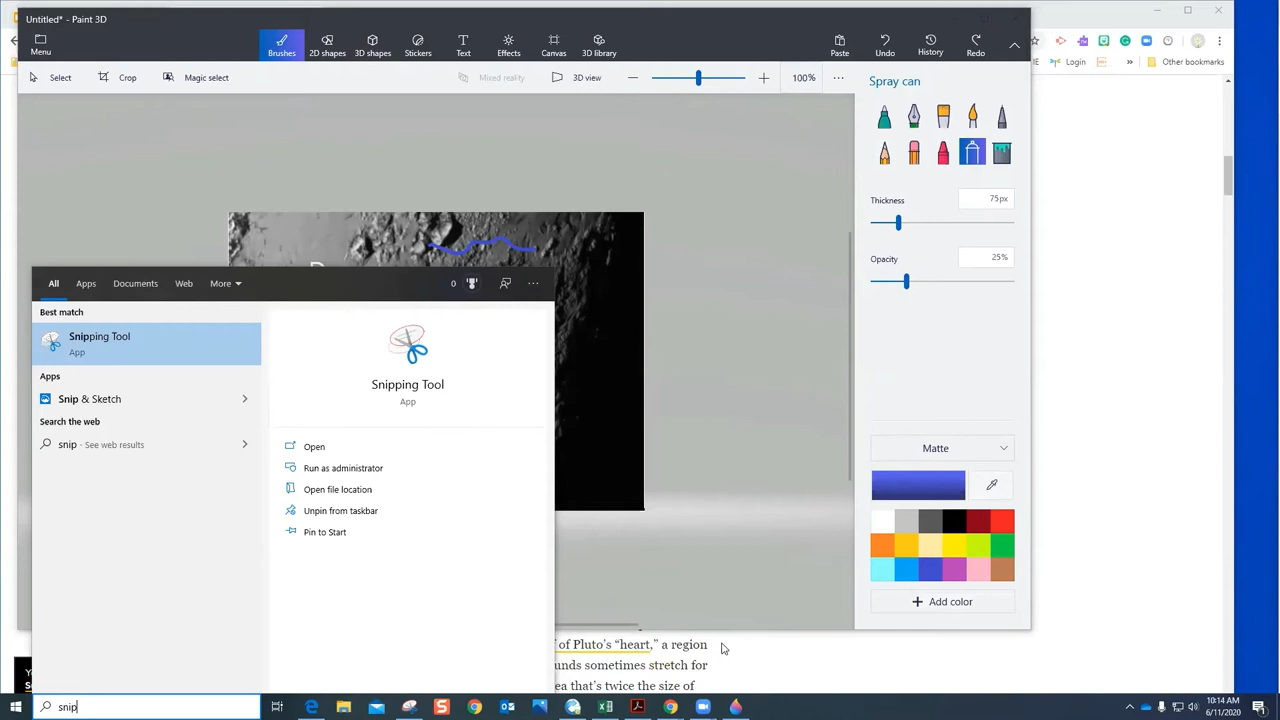 Untitled* - Paint 3D
Menu
Brushes
2D shapes
3D shapes
Stickers
Text
Effects
Canvas
3D library
Paste
Undo
History
Redo
Select
Crop
Magic select
Mixed reality
3D view
100%
Login
Other bookmarks
Spray can
Thickness
75px
Opacity
25%
Matte
Add color
All
Apps
Documents
Web
More
0
Best match
Snipping Tool
App
Apps
Snip & Sketch
Search the web
snip - See web results
Snipping Tool
App
Open
Run as administrator
Open file location
Unpin from taskbar
Pin to Start
of Pluto's “heart,” a region
unds sometimes stretch for
ea that's twice the size of
snip
10:14 AM
6/11/2020